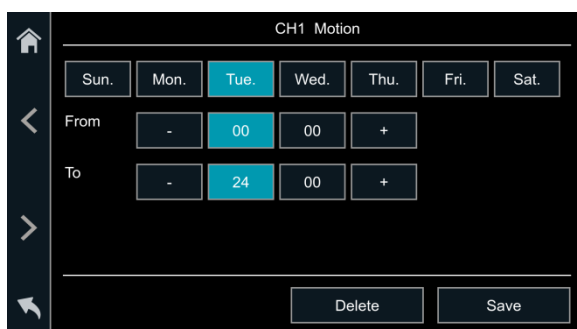 CH1 Motion
Sun. Mon. Tue. Wed. Thu. Fri. Sat.
From - 00 00 +
To - 24 00 +
Delete Save